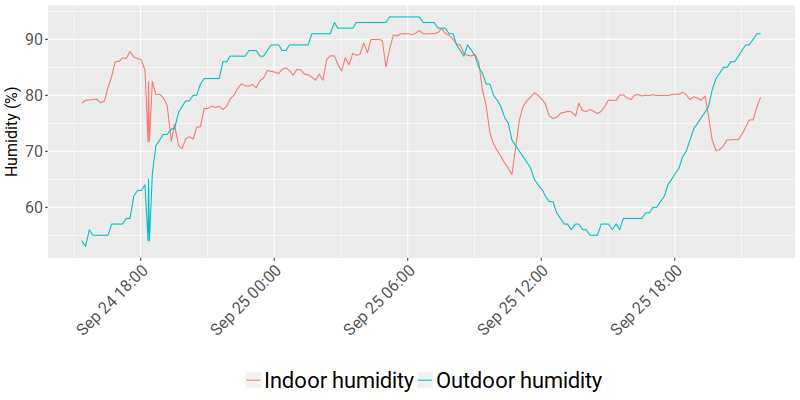 Humidity (%)
90
80
70
60
Sep 24 18:00
Sep 25 00:00
Sep 25 06:00
Sep 25 12:00
Sep 25 18:00
Indoor humidity
Outdoor humidity